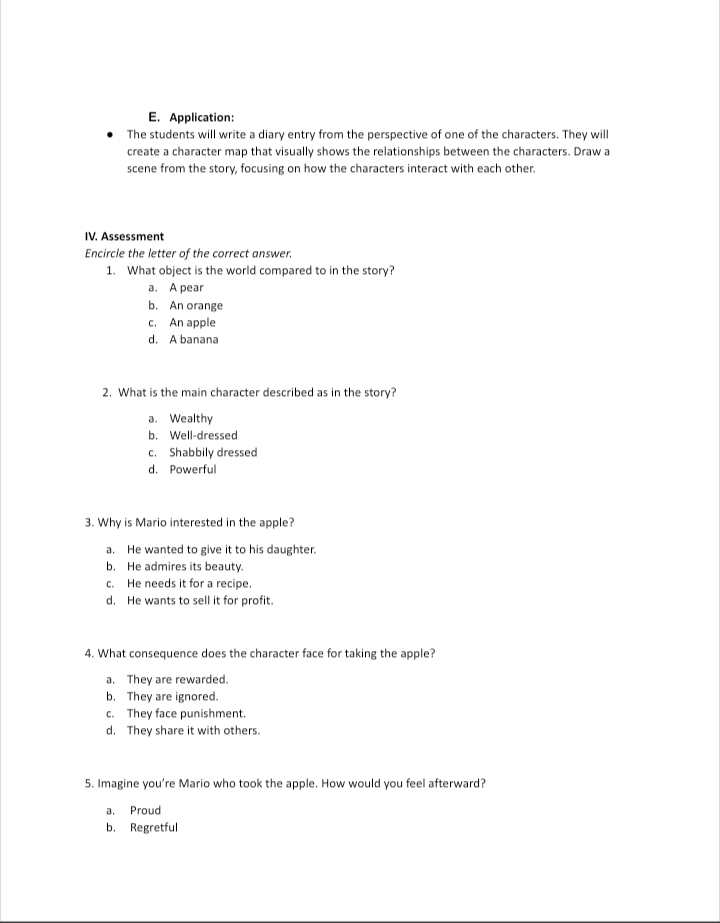 E. Application:
● The students will write a diary entry from the perspective of one of the characters. They will
create a character map that visually shows the relationships between the characters. Draw a
scene from the story, focusing on how the characters interact with each other.
IV. Assessment
Encircle the letter of the correct answer.
1. What object is the world compared to in the story?
a. A pear
b. An orange
c. An apple
d. A banana
2. What is the main character described as in the story?
a. Wealthy
b. Well-dressed
c. Shabbily dressed
d. Powerful
3. Why is Mario interested in the apple?
a. He wanted to give it to his daughter.
b. He admires its beauty.
c. He needs it for a recipe.
d. He wants to sell it for profit.
4. What consequence does the character face for taking the apple?
a. They are rewarded.
b. They are ignored.
c. They face punishment.
d. They share it with others.
5. Imagine you’re Mario who took the apple. How would you feel afterward?
a. Proud
b. Regretful